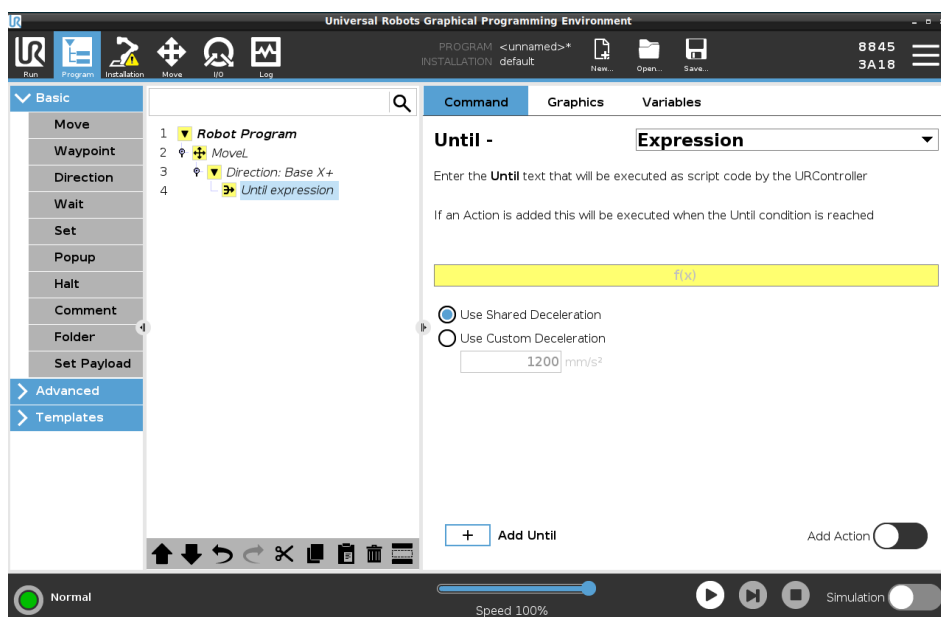 UR
Universal Robots Graphical Programming Environment
UR
Run
Program
Installation
Move
I/O
Log
PROGRAM <unnamed>*
INSTALLATION default
New...
Open...
Save...
8845
3A18
Basic
Move
Waypoint
Direction
Wait
Set
Popup
Halt
Comment
Folder
Set Payload
Advanced
Templates
1 Robot Program
2 MoveL
3 Direction: Base X+
4 Until expression
Command Graphics Variables
Until - Expression
Enter the Until text that will be executed as script code by the URController
If an Action is added this will be executed when the Until condition is reached
f(x)
Use Shared Deceleration
Use Custom Deceleration
1200 mm/s²
+ Add Until
Add Action
Normal
Speed 100%
Simulation